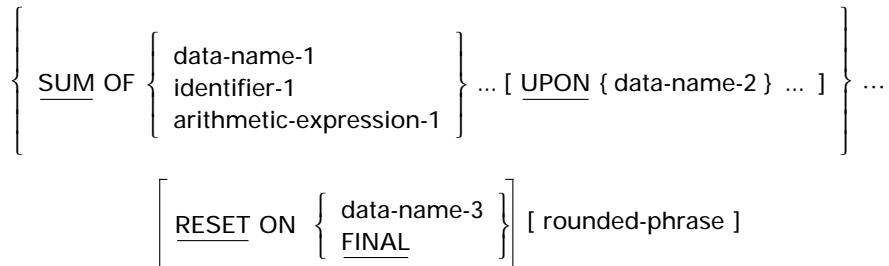 data-name-1
SUM OF { identifier-1 } ... [ UPON { data-name-2 } ... ] } ...
arithmetic-expression-1
RESET ON { data-name-3 } [ rounded-phrase ]
FINAL